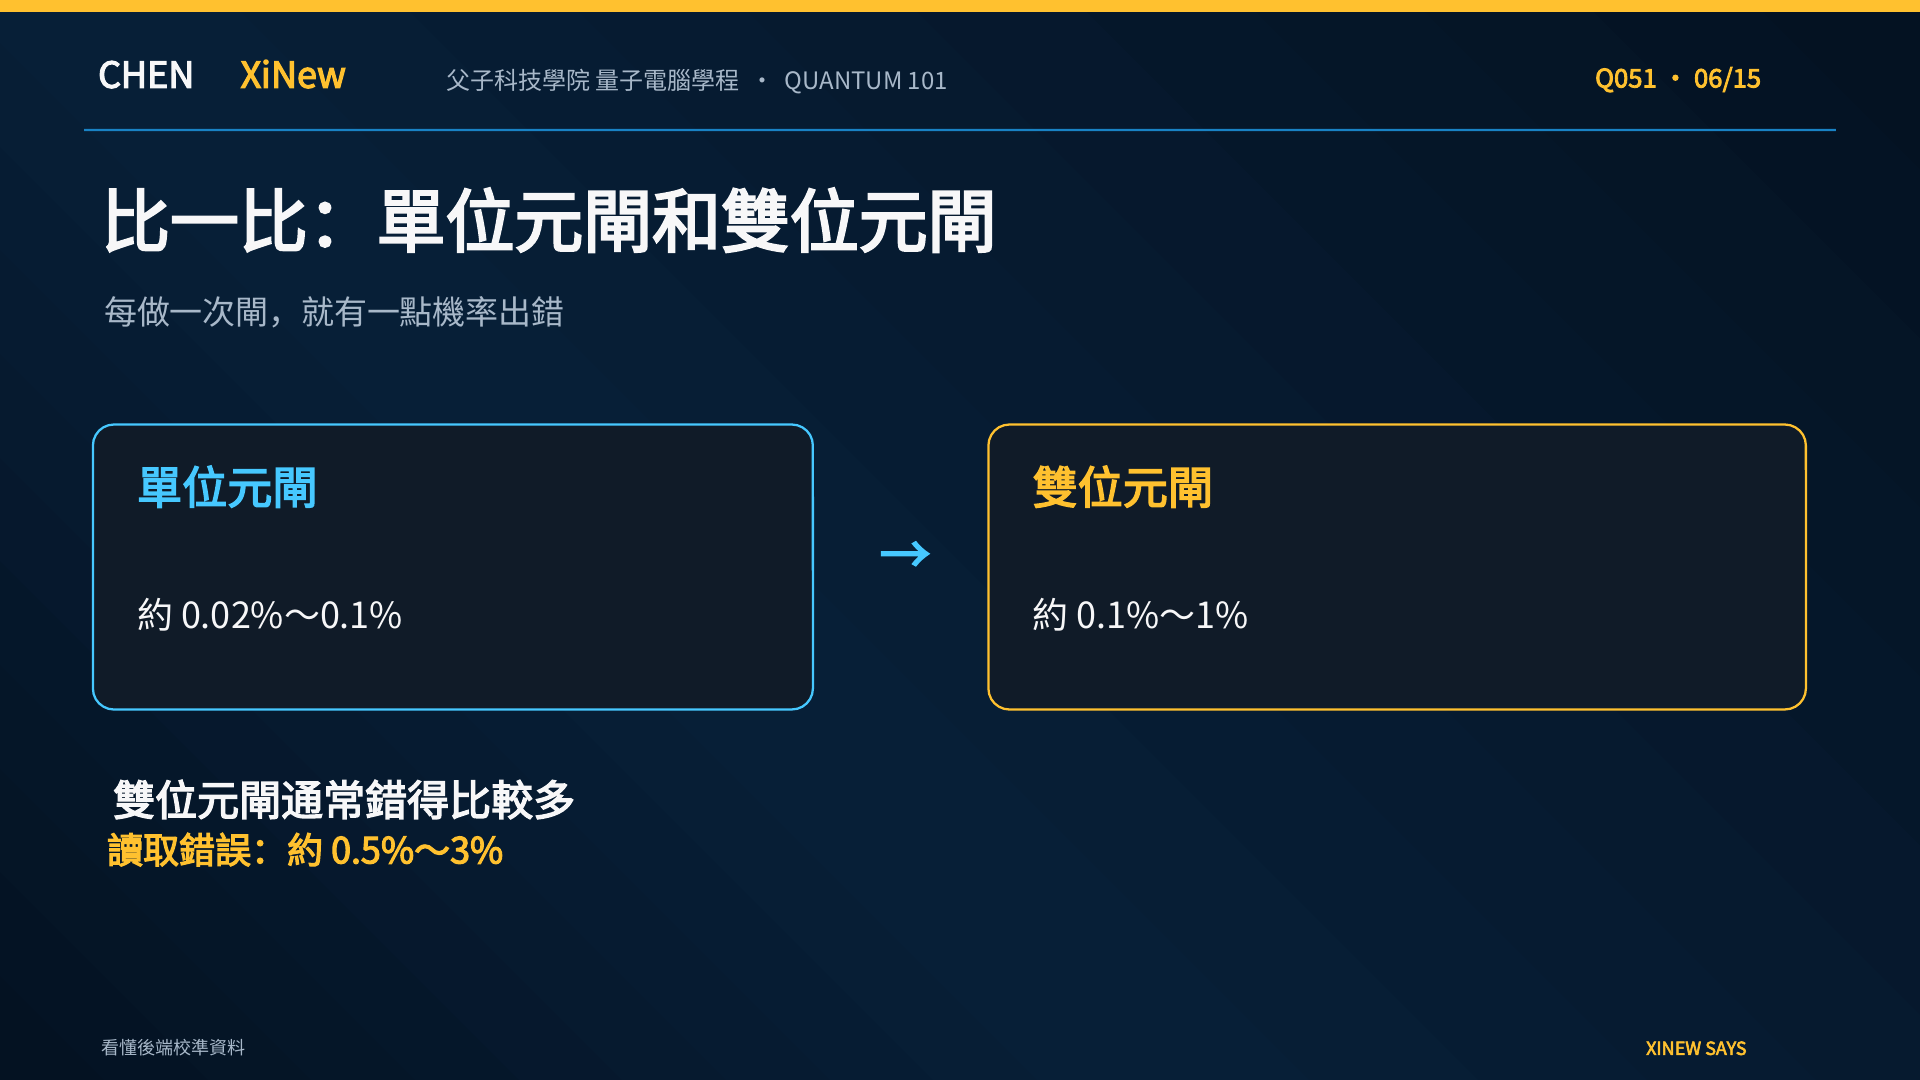 CHEN XiNew 父子科技學院 量子電腦學程 • QUANTUM 101 Q051 • 06/15
比一比：單位元閘和雙位元閘
每做一次閘，就有一點機率出錯
單位元閘
約 0.02%～0.1%
→
雙位元閘
約 0.1%～1%
雙位元閘通常錯得比較多
讀取錯誤：約 0.5%～3%
看懂後端校準資料
XINEW SAYS